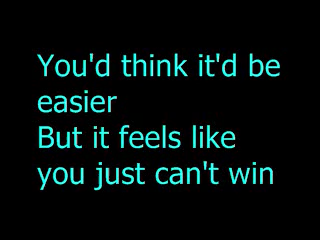 You'd think it'd be
easier
But it feels like
you just can't win